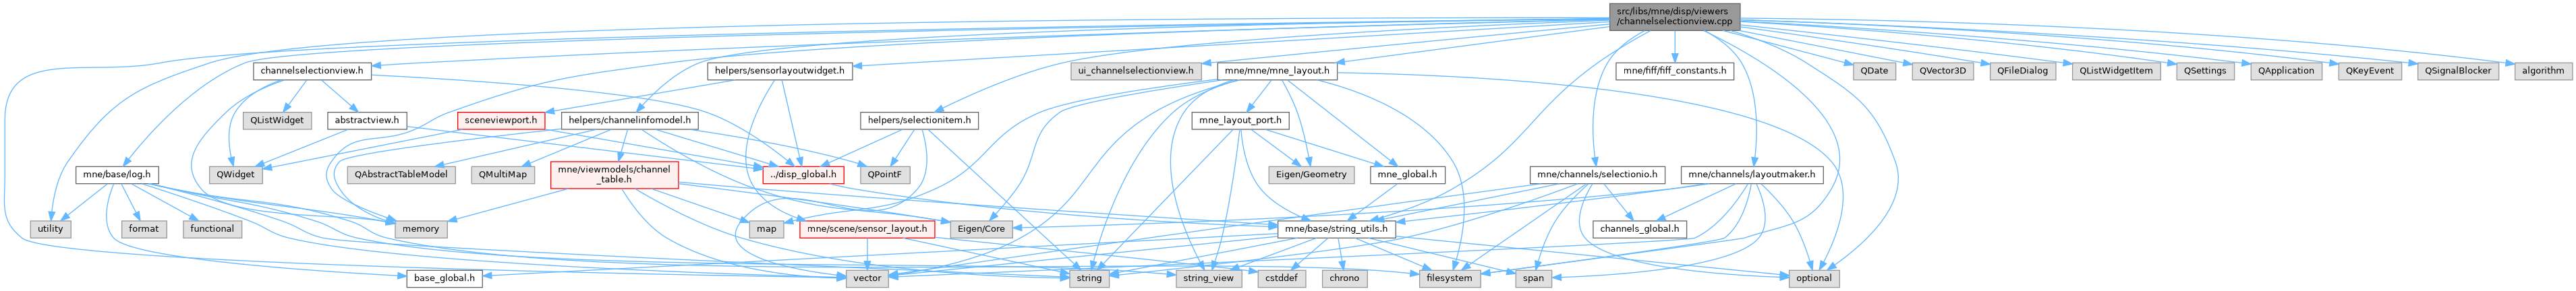 src/libs/mne/disp/viewers
/channelselectionview.cpp
channelselectionview.h
helpers/sensorlayoutwidget.h
ui_channelselectionview.h
mne/mne/mne_layout.h
mne/fiff/fiff_constants.h
QDate
QVector3D
QFileDialog
QListWidgetItem
QSettings
QApplication
QKeyEvent
QSignalBlocker
algorithm
QListWidget
abstractview.h
sceneviewport.h
helpers/channelinfomodel.h
helpers/selectionitem.h
mne_layout_port.h
mne/base/log.h
QWidget
QAbstractTableModel
QMultiMap
mne/viewmodels/channel
_table.h
../disp_global.h
QPointF
Eigen/Geometry
mne_global.h
mne/channels/selectionio.h
mne/channels/layoutmaker.h
utility
format
functional
memory
map
mne/scene/sensor_layout.h
Eigen/Core
mne/base/string_utils.h
channels_global.h
base_global.h
vector
string
string_view
cstddef
chrono
filesystem
span
optional